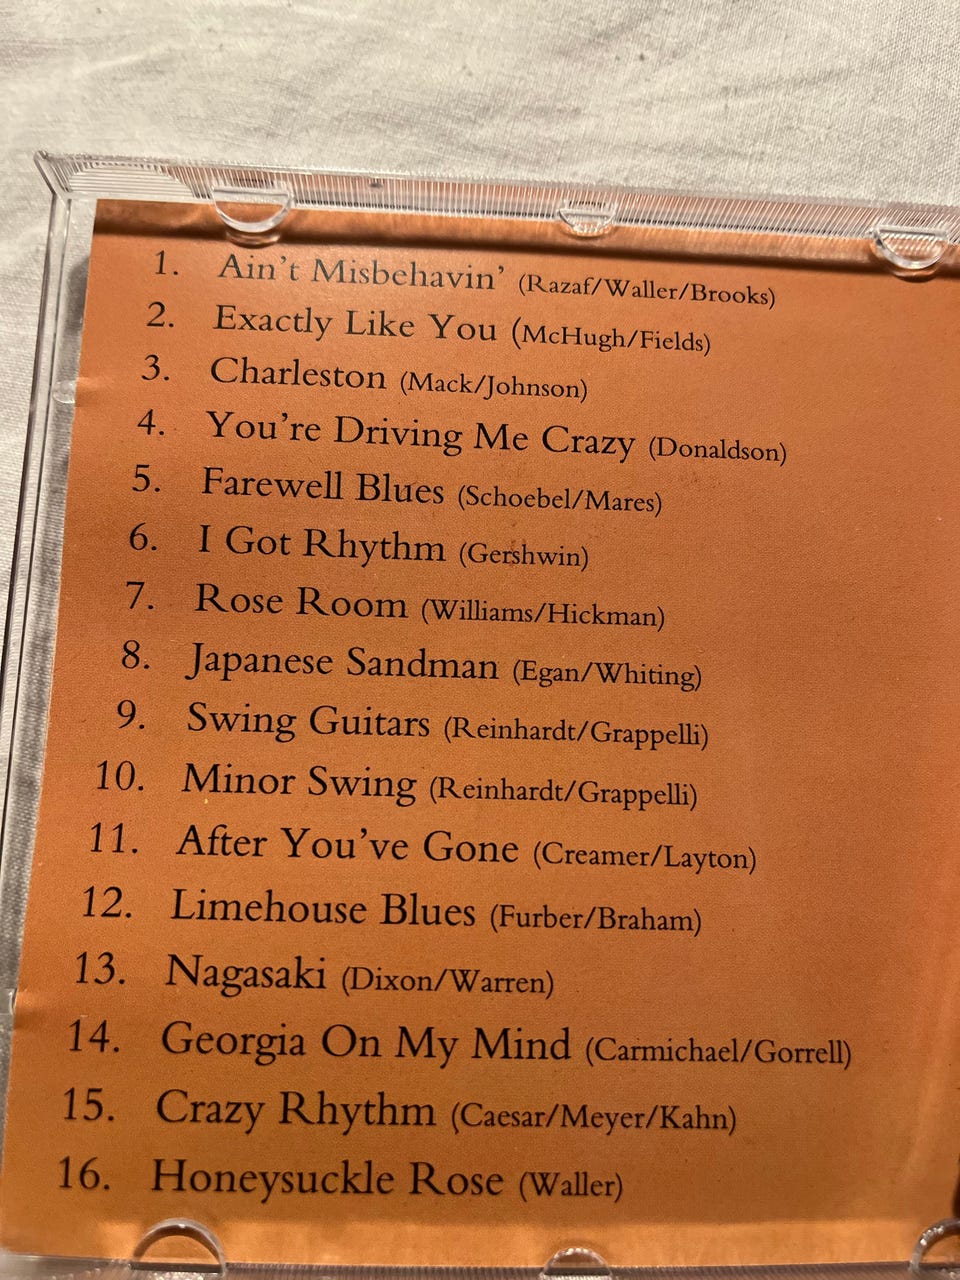 1. Ain't Misbehavin' (Razaf/Waller/Brooks)
2. Exactly Like You (McHugh/Fields)
3. Charleston (Mack/Johnson)
4. You're Driving Me Crazy (Donaldson)
5. Farewell Blues (Schoebel/Mares)
6. I Got Rhythm (Gershwin)
7. Rose Room (Williams/Hickman)
8. Japanese Sandman (Egan/Whiting)
9. Swing Guitars (Reinhardt/Grappelli)
10. Minor Swing (Reinhardt/Grappelli)
11. After You've Gone (Creamer/Layton)
12. Limehouse Blues (Furber/Braham)
13. Nagasaki (Dixon/Warren)
14. Georgia On My Mind (Carmichael/Gorrell)
15. Crazy Rhythm (Caesar/Meyer/Kahn)
16. Honeysuckle Rose (Waller)